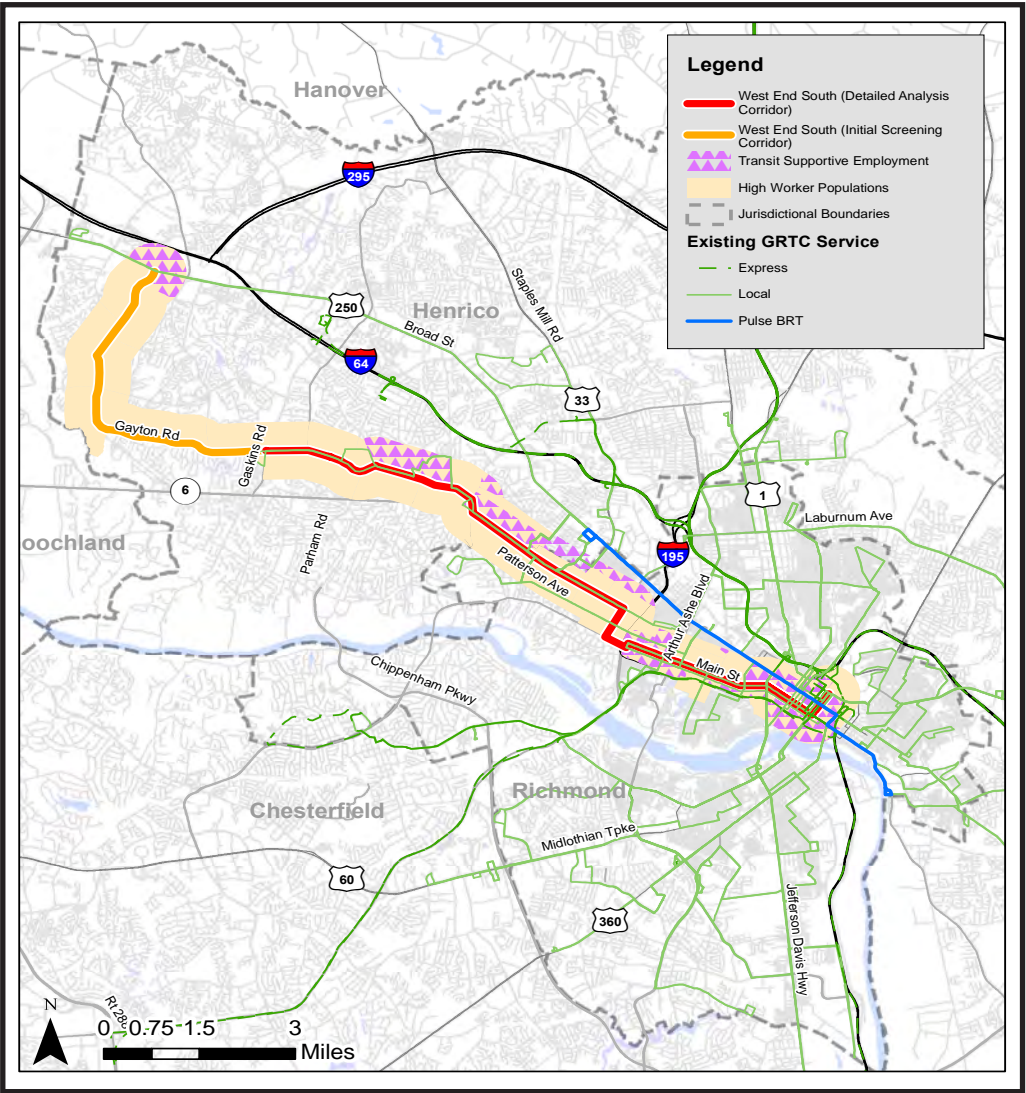 Hanover
Legend
West End South (Detailed Analysis
Corridor)
West End South (Initial Screening
Corridor)
Transit Supportive Employment
High Worker Populations
Jurisdictional Boundaries
Existing GRTC Service
Express
Local
Pulse BRT
295
250
Henrico
Staples Mill Rd
Broad St
64
33
Gayton Rd
Gaskins Rd
6
1
Laburnum Ave
oochland
Parham Rd
195
Patterson Ave
Arthur Ashe Blvd
Main St
Chippenham Pkwy
Richmond
Chesterfield
Midlothian Tpke
60
360
Jefferson Davis Hwy
N
Rt 288
0 0.75 1.5 3
Miles